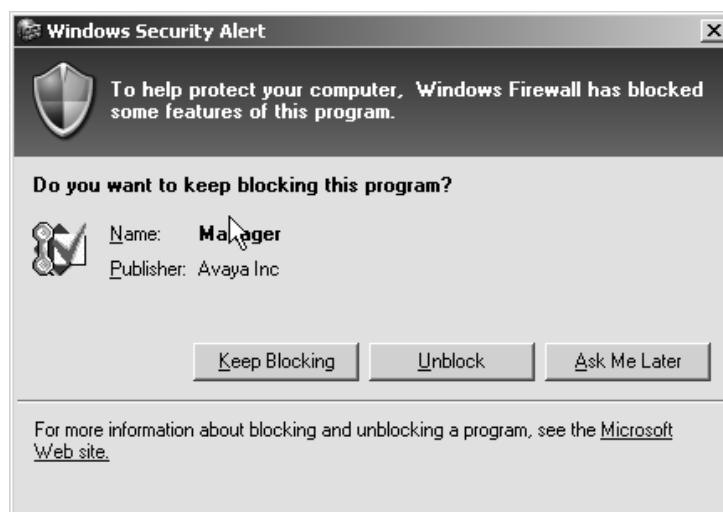 Windows Security Alert
To help protect your computer, Windows Firewall has blocked
some features of this program.
Do you want to keep blocking this program?
Name: Manager
Publisher: Avaya Inc
Keep Blocking Unblock Ask Me Later
For more information about blocking and unblocking a program, see the Microsoft
Web site.